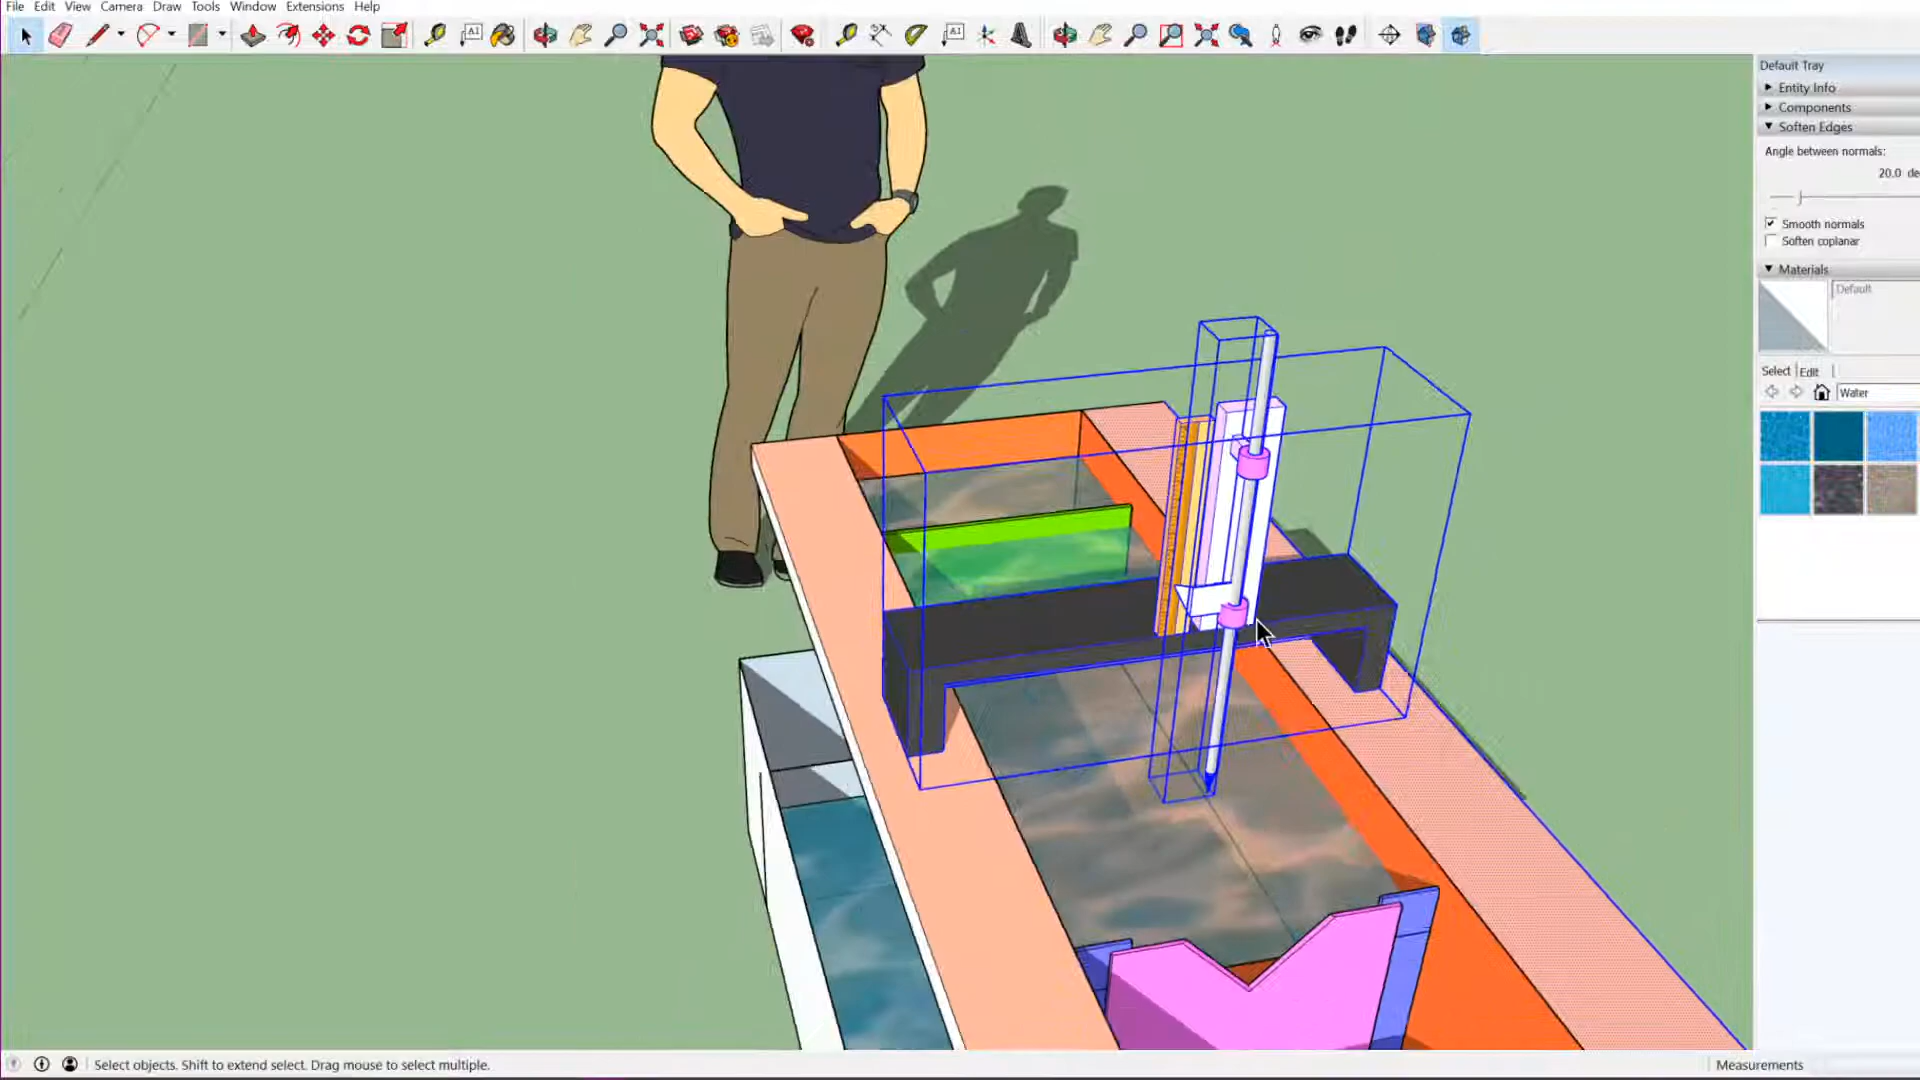 File Edit View Camera Draw Tools Window Extensions Help
Default Tray
Entity Info
Components
Soften Edges
Angle between normals:
20.0 de
Smooth normals
Soften coplanar
Materials
Default
Select Edit
Water
Select objects. Shift to extend select. Drag mouse to select multiple.
Measurements